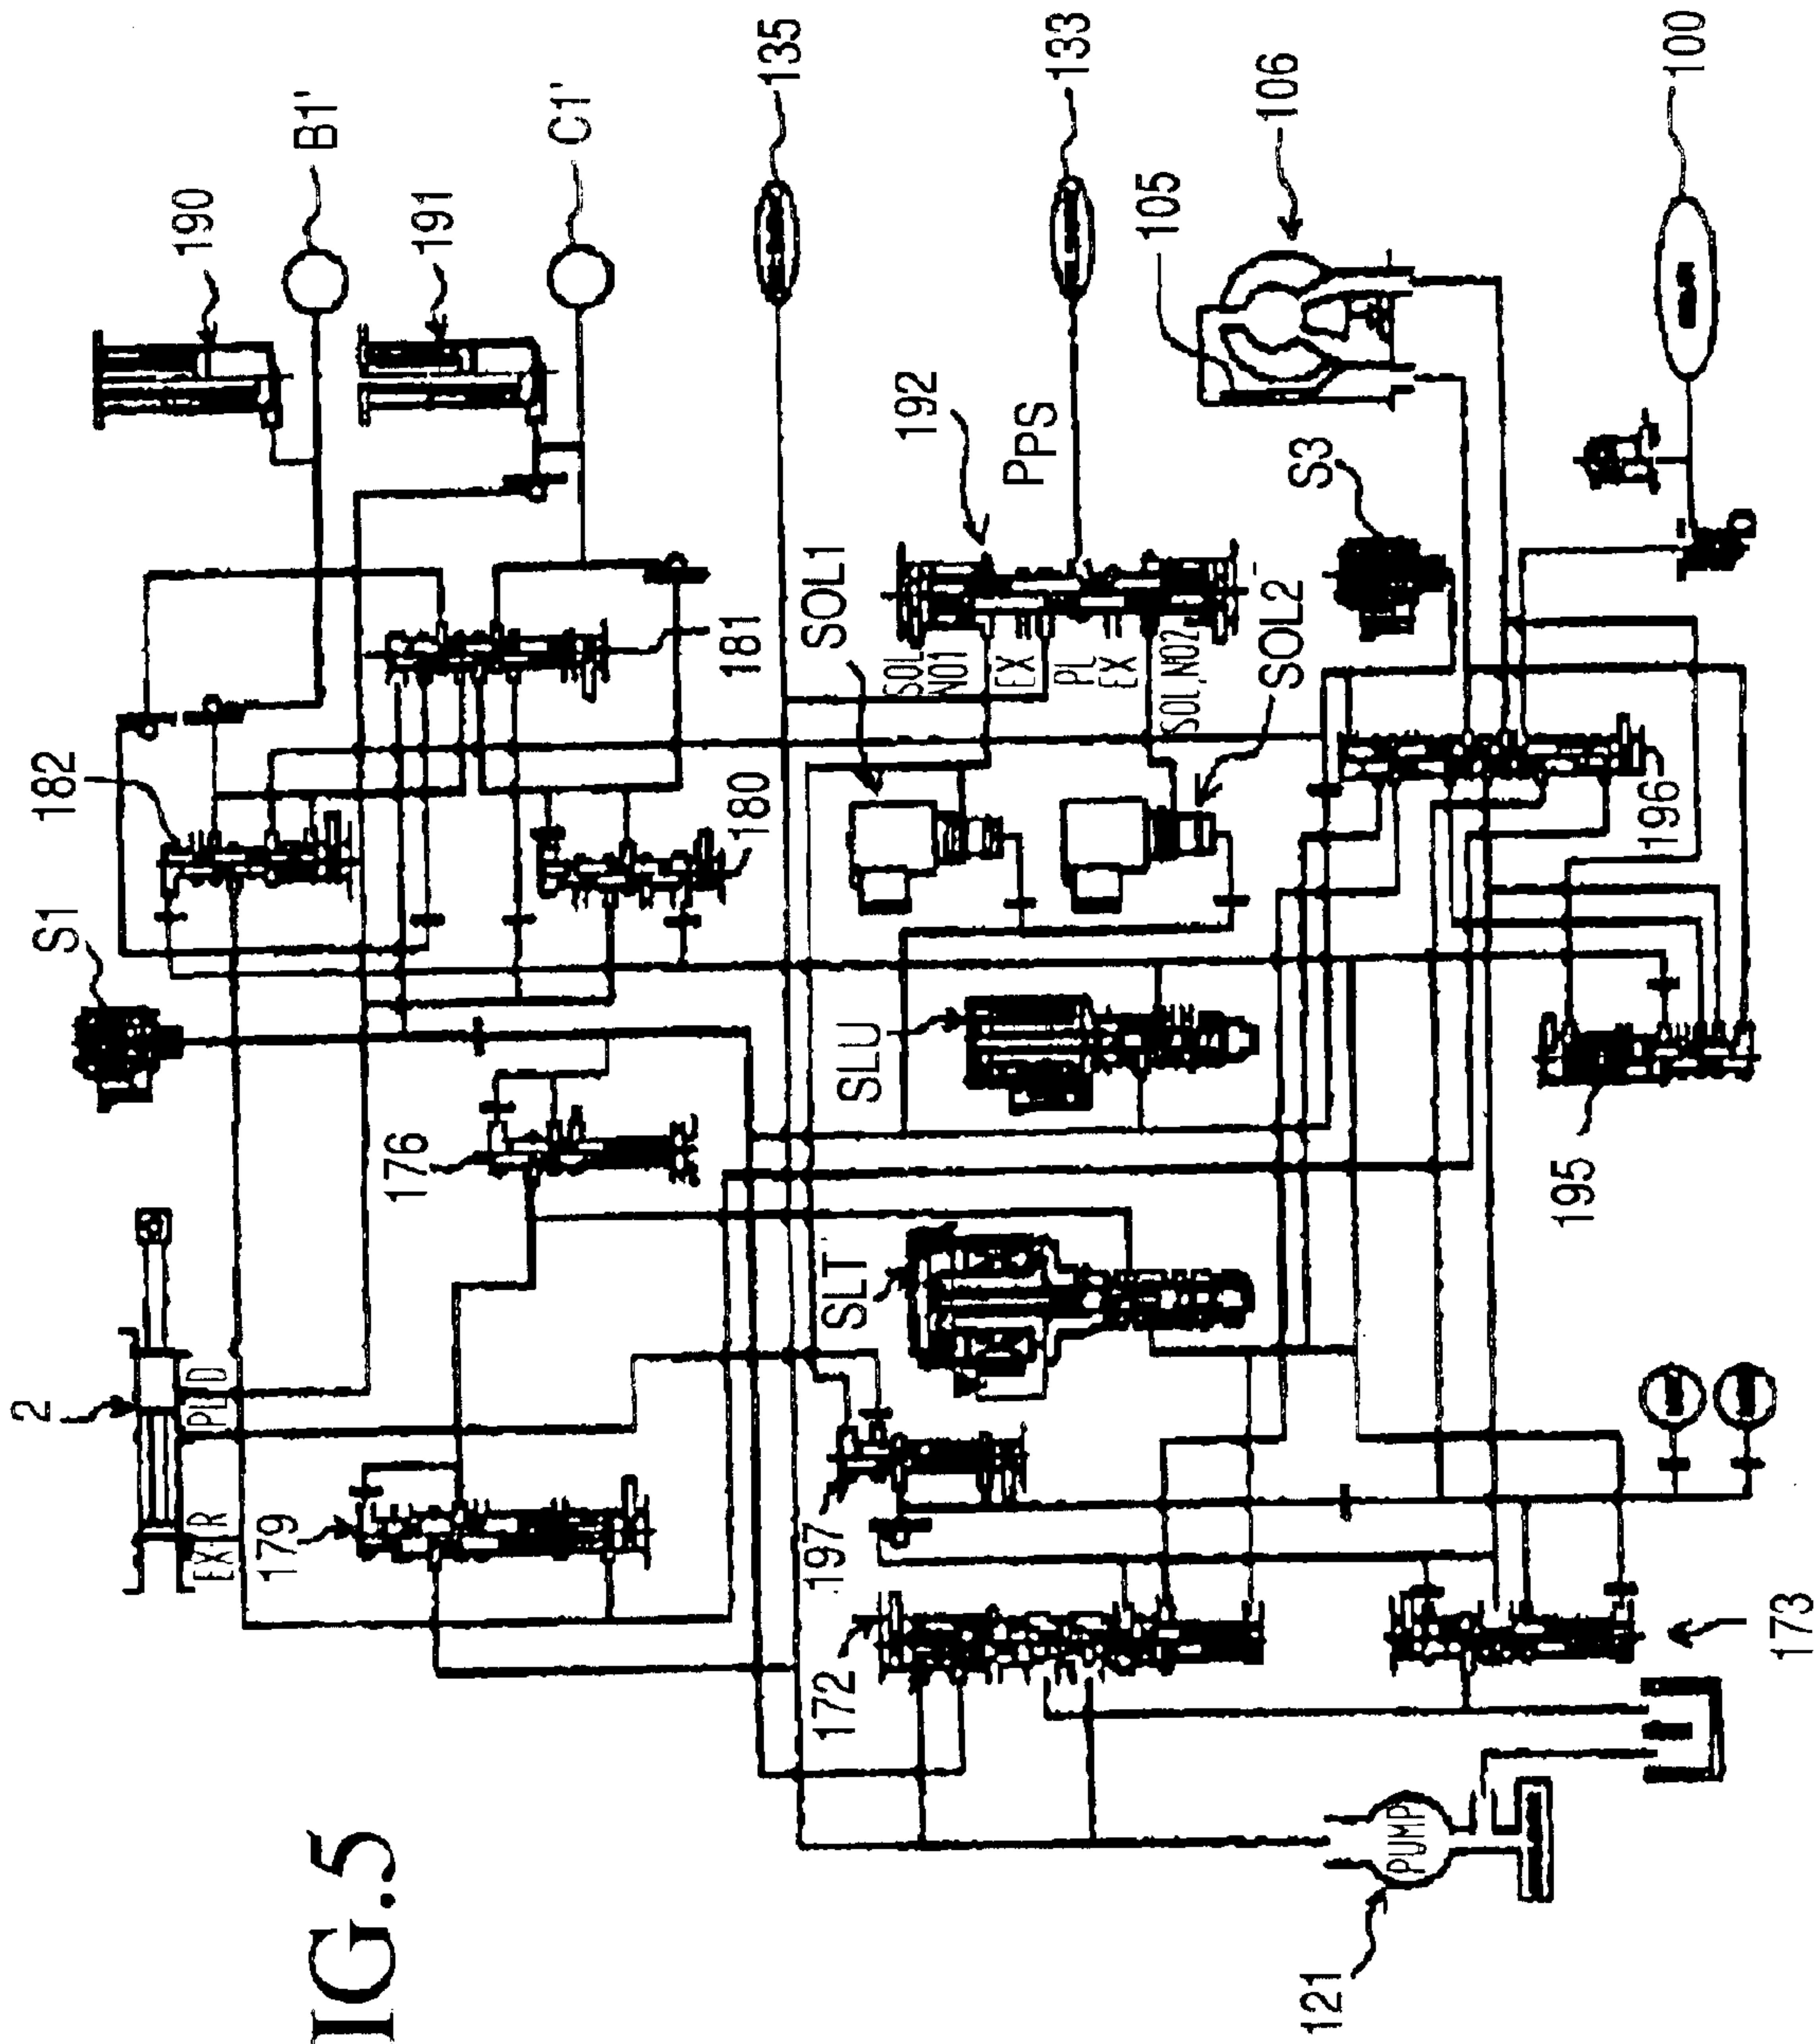 IG.5
2
EX
R
PL
D
179
S1
182
190
B1'
191
C1'
181
180
176
135
133
197
172
SLT
SLU
SOL1
SOL
NO1
EX
PL
EX
SOL,NO2
SOL2
192
PPS
105
106
S3
100
196
195
173
121
PUMP